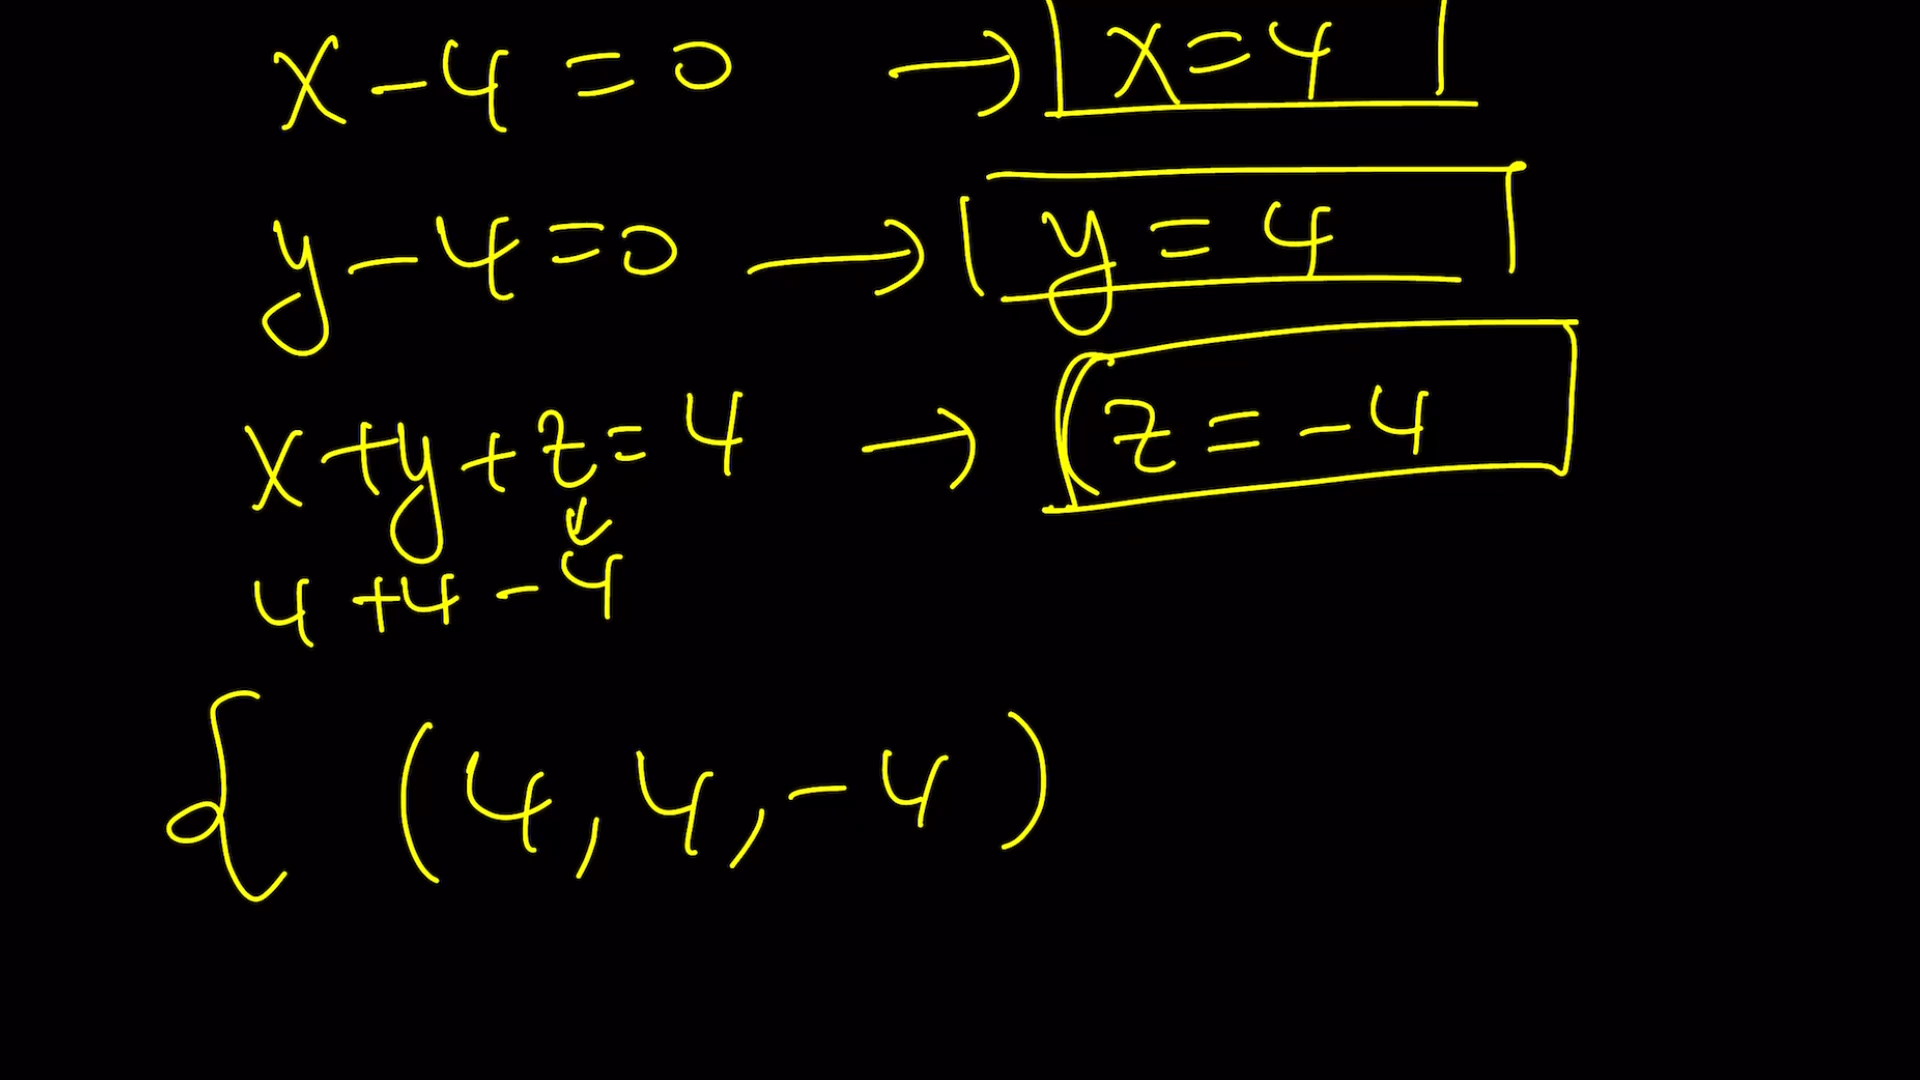 x - 4 = 0 → x = 4
y - 4 = 0 → y = 4
x + y + z = 4 → z = -4
4 + 4 - 4
{ (4, 4, -4)